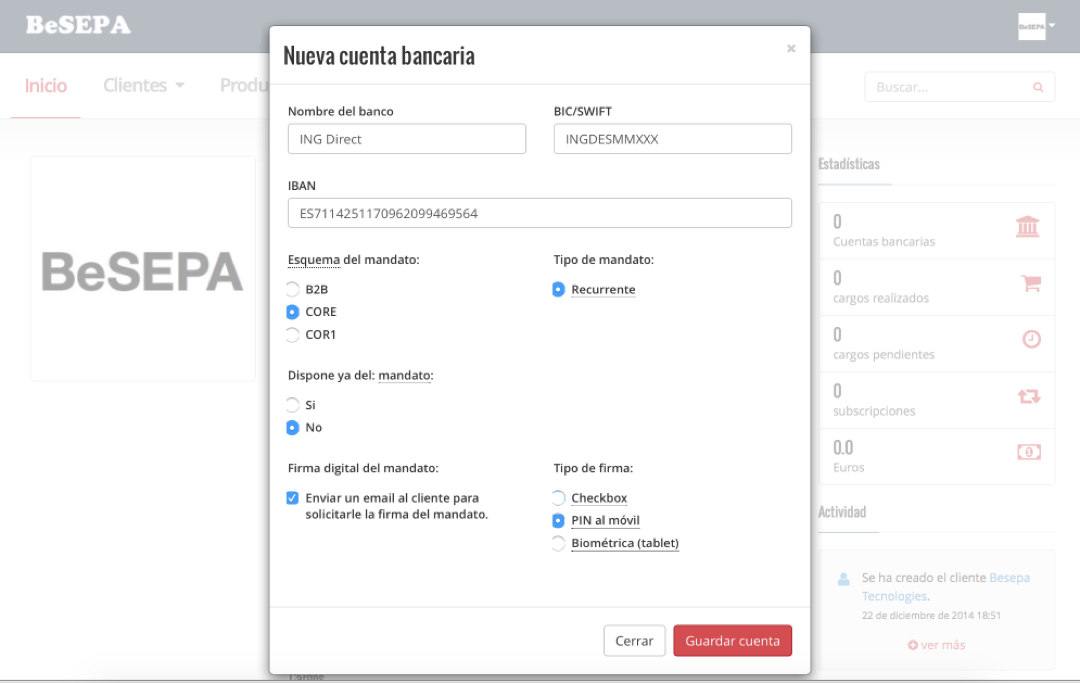 BeSEPA
BeSEPA
Inicio
Clientes
Produ
Buscar...
BeSEPA
Nueva cuenta bancaria
×
Nombre del banco
BIC/SWIFT
ING Direct
INGDESMMXXX
IBAN
ES7114251170962099469564
Esquema del mandato:
Tipo de mandato:
B2B
Recurrente
CORE
COR1
Dispone ya del: mandato:
Si
No
Firma digital del mandato:
Tipo de firma:
Enviar un email al cliente para
solicitarle la firma del mandato.
Checkbox
PIN al móvil
Biométrica (tablet)
Cerrar
Guardar cuenta
Estadísticas
0
Cuentas bancarias
0
cargos realizados
0
cargos pendientes
0
subscripciones
0.0
Euros
Actividad
Se ha creado el cliente Besepa
Tecnologies.
22 de diciembre de 2014 18:51
ver más
Cargos